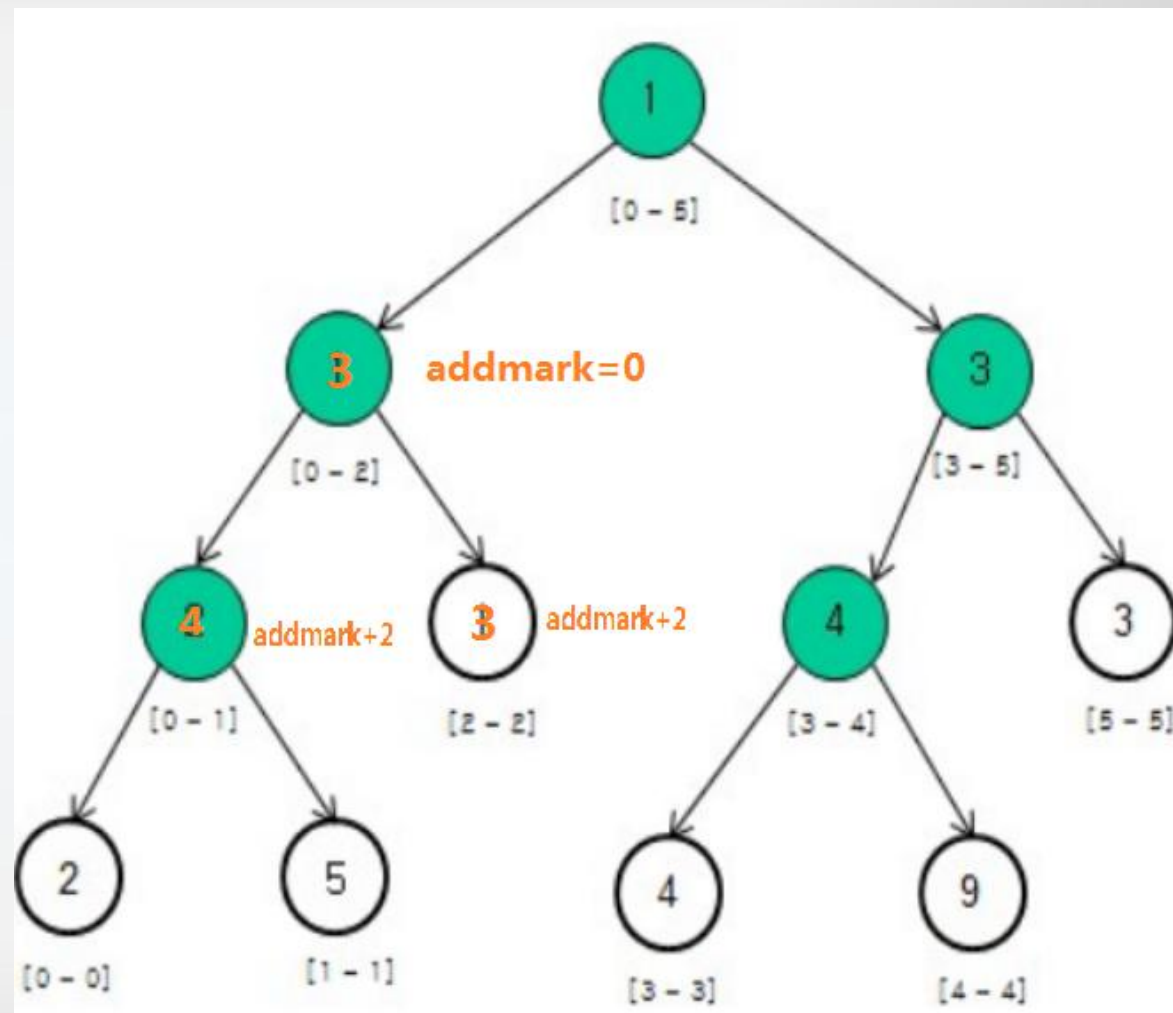 1
[0 - 5]
3
addmark=0
3
[0 - 2]
[3 - 5]
4
addmark+2
3
addmark+2
4
3
[0 - 1]
[2 - 2]
[3 - 4]
[5 - 5]
2
5
4
9
[0 - 0]
[1 - 1]
[3 - 3]
[4 - 4]